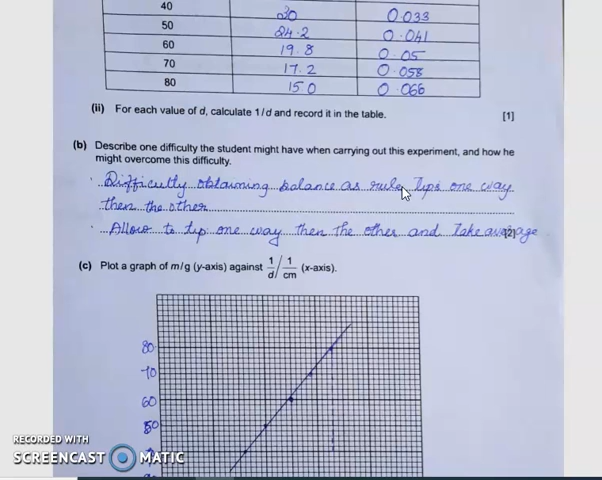 40 20 0.033
50 24.2 0.041
60 19.8 0.05
70 17.2 0.058
80 15.0 0.066
(ii) For each value of d, calculate 1/d and record it in the table. [1]
(b) Describe one difficulty the student might have when carrying out this experiment, and how he
might overcome this difficulty.
Difficulty obtaining balance as rule tips one way
then the other
Allow to tip one way then the other and take average [2]
(c) Plot a graph of m/g (y-axis) against 1/d / 1/cm (x-axis).
80
70
60
50
RECORDED WITH
SCREENCAST MATIC